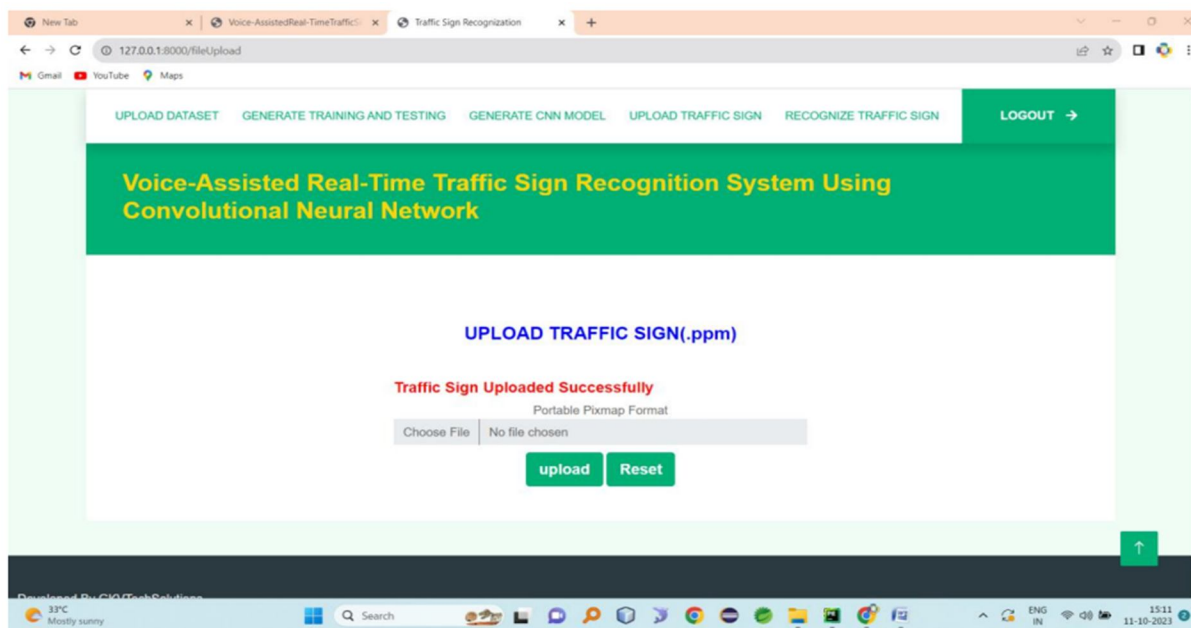 New Tab
Voice-AssistedReal-TimeTrafficSi
Traffic Sign Recognization
127.0.0.1:8000/fileUpload
Gmail YouTube Maps
UPLOAD DATASET GENERATE TRAINING AND TESTING GENERATE CNN MODEL UPLOAD TRAFFIC SIGN RECOGNIZE TRAFFIC SIGN LOGOUT →
Voice-Assisted Real-Time Traffic Sign Recognition System Using
Convolutional Neural Network
UPLOAD TRAFFIC SIGN(.ppm)
Traffic Sign Uploaded Successfully
Portable Pixmap Format
Choose File No file chosen
upload Reset
Developed By
33°C
Mostly sunny
Search
ENG
IN
15:11
11-10-2023